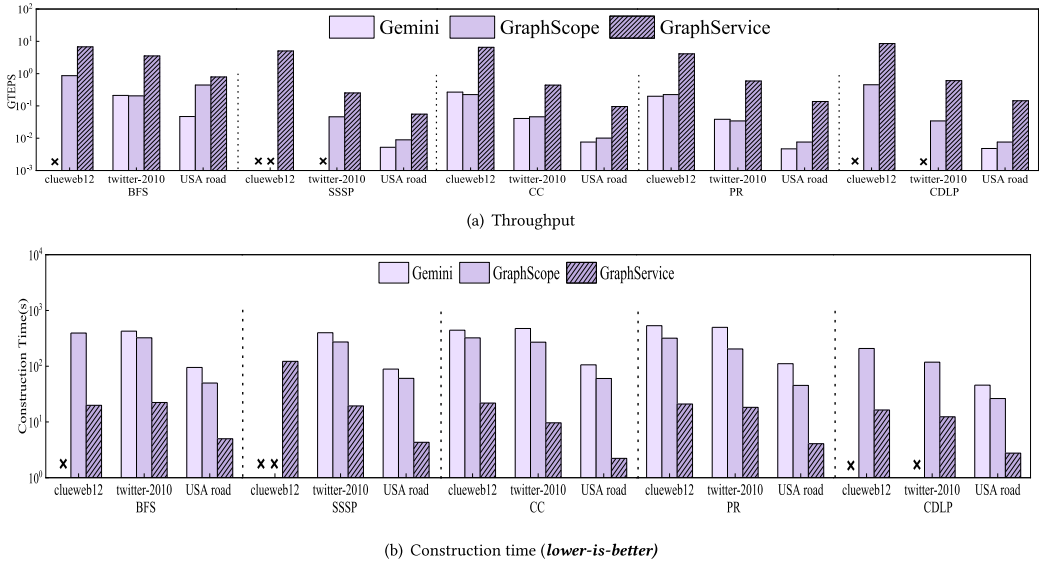 10^2
Gemini GraphScope GraphService
10^1
10^0
GTEPS
10^-1
10^-2
10^-3
× × × × × ×
clueweb12 twitter-2010 USA road clueweb12 twitter-2010 USA road clueweb12 twitter-2010 USA road clueweb12 twitter-2010 USA road clueweb12 twitter-2010 USA road
BFS SSSP CC PR CDLP
(a) Throughput
10^4
Gemini GraphScope GraphService
10^3
Construction Time(s)
10^2
10^1
× × × × ×
10^0
clueweb12 twitter-2010 USA road clueweb12 twitter-2010 USA road clueweb12 twitter-2010 USA road clueweb12 twitter-2010 USA road clueweb12 twitter-2010 USA road
BFS SSSP CC PR CDLP
(b) Construction time (lower-is-better)